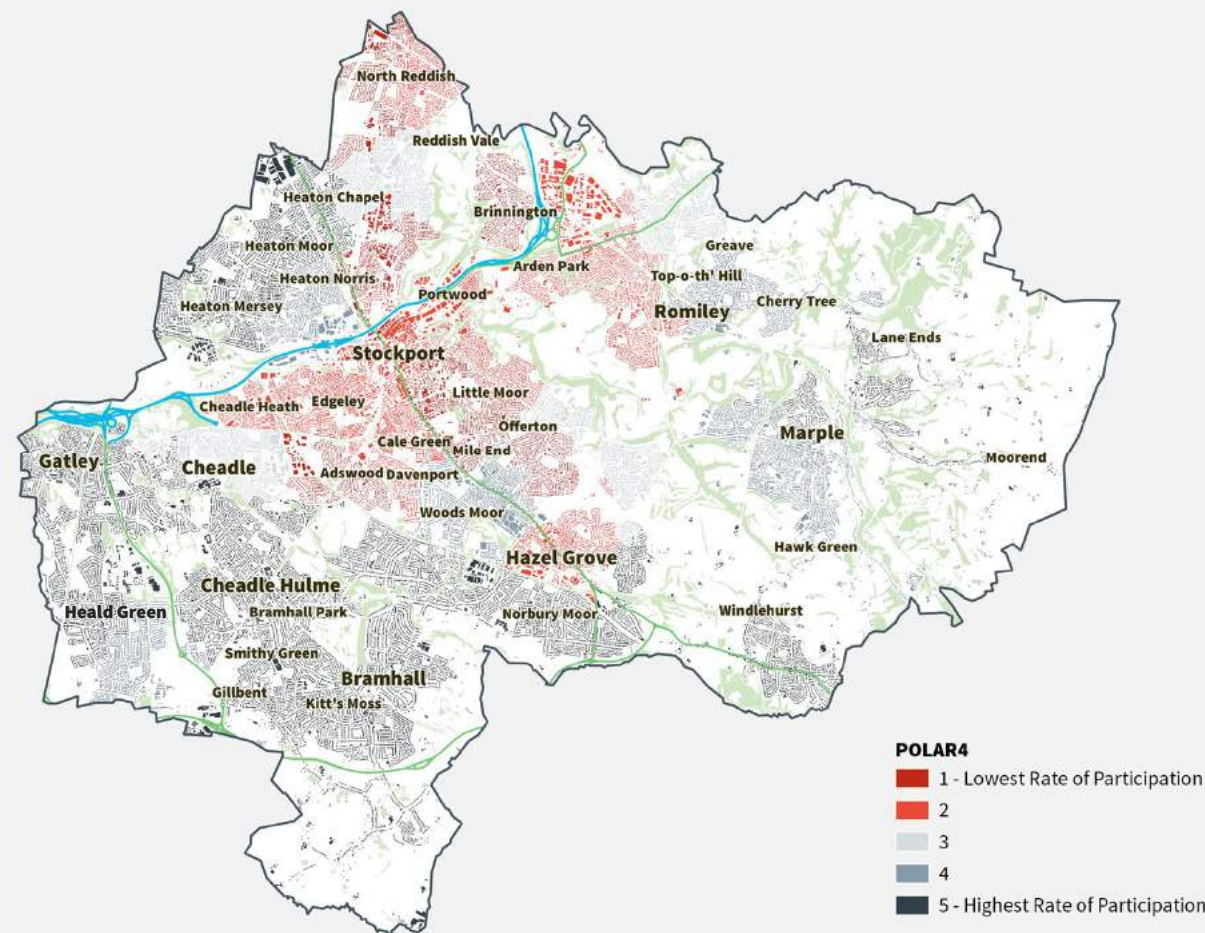 North Reddish
Reddish Vale
Heaton Chapel
Brinnington
Heaton Moor
Greave
Arden Park
Heaton Norris
Top-o-th' Hill
Portwood
Cherry Tree
Heaton Mersey
Romiley
Lane Ends
Stockport
Little Moor
Edgeley
Cheadle Heath
Offerton
Marple
Cale Green
Mile End
Moorend
Gatley
Cheadle
Adswood
Davenport
Woods Moor
Hawk Green
Hazel Grove
Cheadle Hulme
Heald Green
Bramhall Park
Norbury Moor
Windlehurst
Smithy Green
Bramhall
Gillbent
Kitt's Moss
POLAR4
1 - Lowest Rate of Participation
2
3
4
5 - Highest Rate of Participation